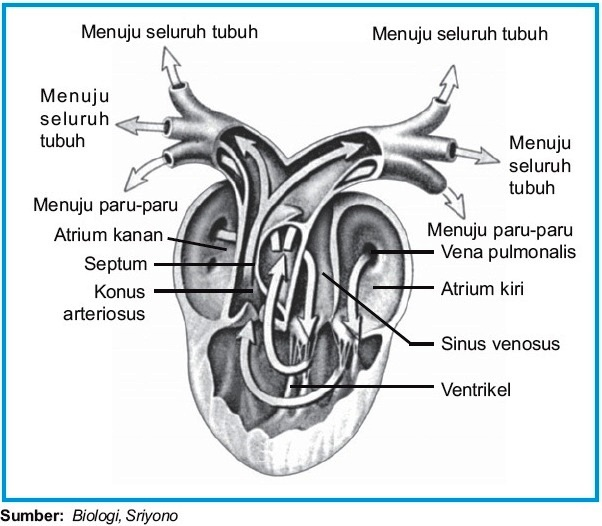 Menuju seluruh tubuh
Menuju seluruh tubuh
Menuju
seluruh
tubuh
Menuju
seluruh
tubuh
Menuju paru-paru
Menuju paru-paru
Atrium kanan
Vena pulmonalis
Septum
Atrium kiri
Konus
arteriosus
Sinus venosus
Ventrikel
Sumber: Biologi, Sriyono